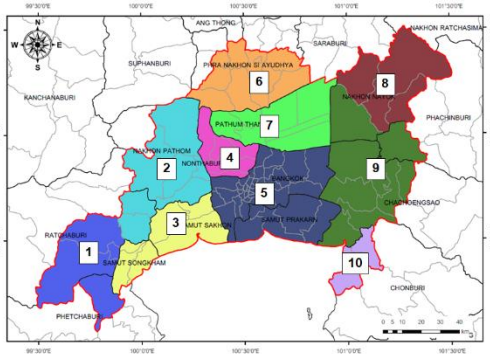 99°30'0"E 100°0'0"E 100°30'0"E 101°0'0"E 101°30'0"E
ANG THONG
NAKHON RATCHASIMA
SARABURI
N
W E
S
SUPHANBURI
PHRA NAKHON SI AYUDHYA
6
8
KANCHANABURI
NAKHON NAYOK
7
PATHUM THAN
PHACHINBURI
NAKHON PATHOM
4
NONTHABURI
2
9
BANGKOK
5
CHACHOENGSAO
3
SAMUT PRAKARN
RATCHABURI
SAMUT SAKHON
1
SAMUT SONGKHAM
10
CHONBURI
PHETCHABURI
0 5 10 20 30 40
km
99°30'0"E 100°0'0"E 100°30'0"E 101°0'0"E 101°30'0"E